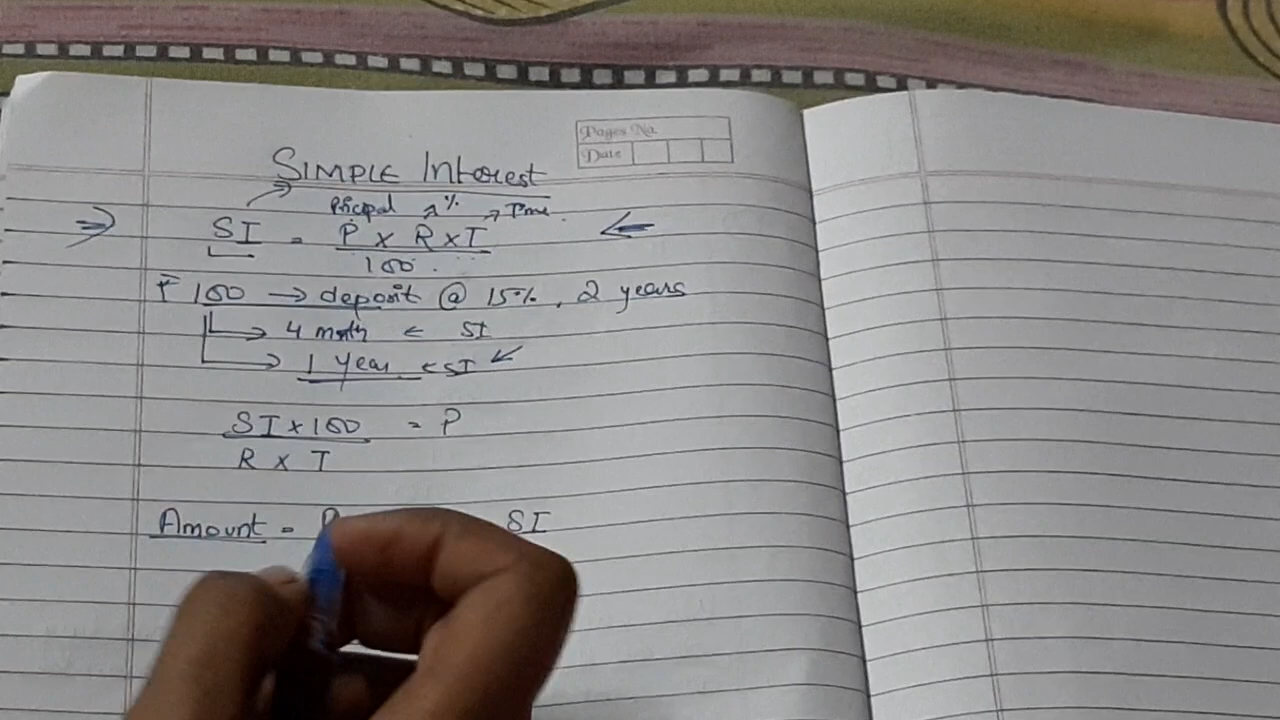 Pages No.
Date
SIMPLE Interest
Pricipal % Time.
SI = P x R x T
100.
₹ 100 → deposit @ 15%, 2 years
→ 4 month ← SI
→ 1 Year ← SI
SI x 100 = P
R x T
Amount = P SI